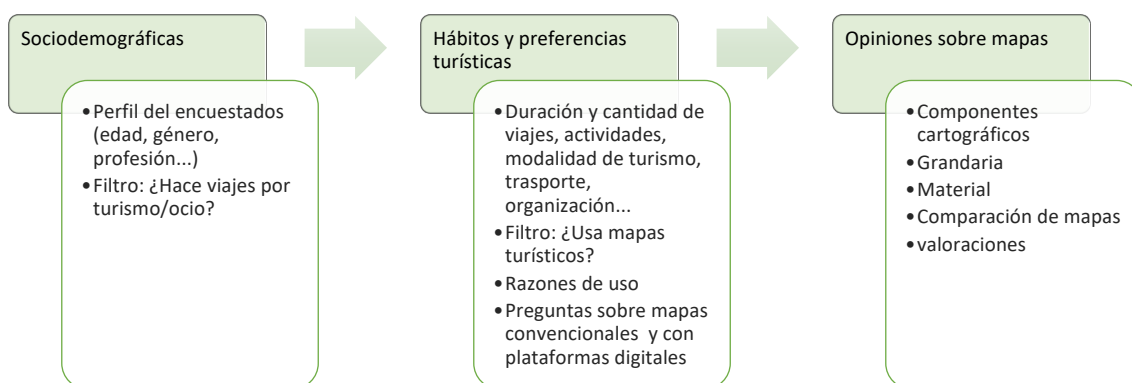 Sociodemográficas
•Perfil del encuestados
(edad, género,
profesión...)
•Filtro: ¿Hace viajes por
turismo/ocio?
Hábitos y preferencias
turísticas
•Duración y cantidad de
viajes, actividades,
modalidad de turismo,
trasporte,
organización...
•Filtro: ¿Usa mapas
turísticos?
•Razones de uso
•Preguntas sobre mapas
convencionales y con
plataformas digitales
Opiniones sobre mapas
•Componentes
cartográficos
•Grandaria
•Material
•Comparación de mapas
•valoraciones